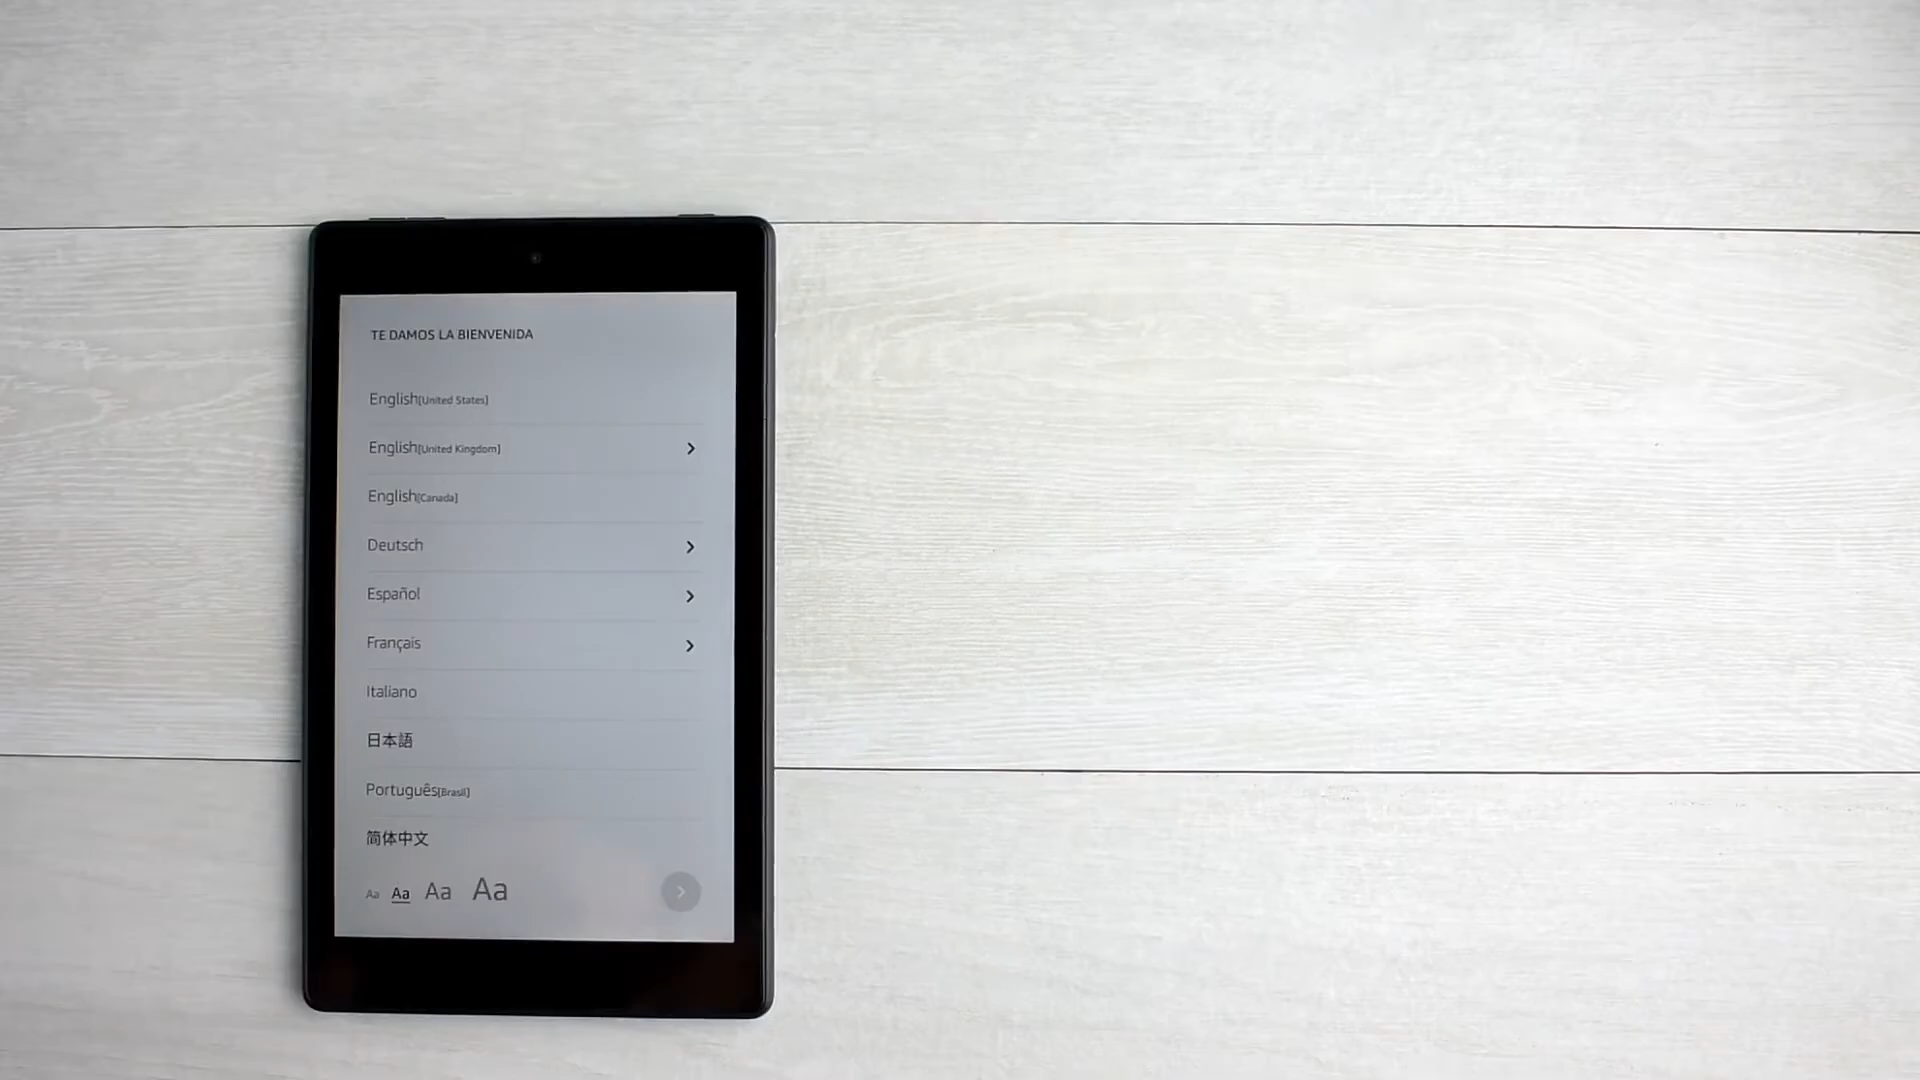 TE DAMOS LA BIENVENIDA
English[United States]
English[United Kingdom]
English[Canada]
Deutsch
Español
Français
Italiano
日本語
Português[Brasil]
简体中文
Aa Aa Aa Aa